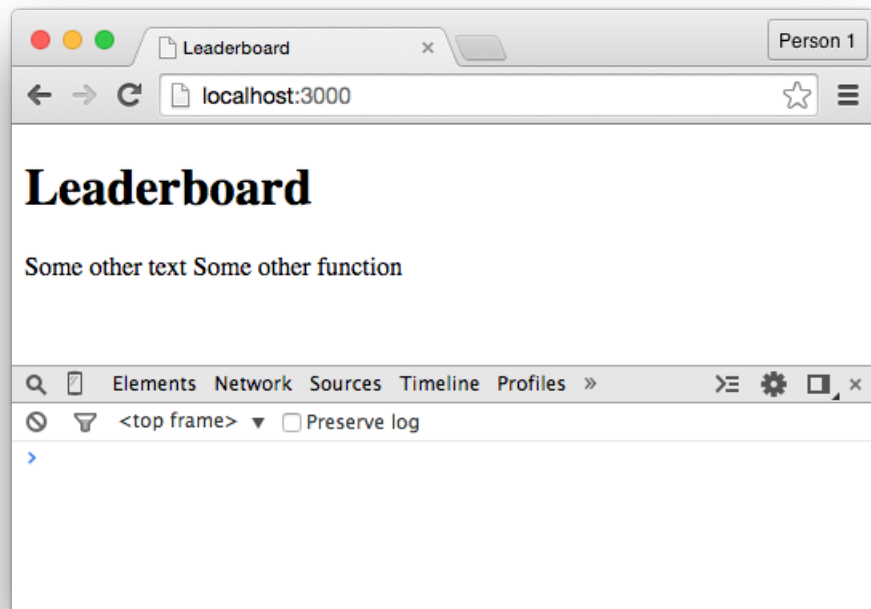 Leaderboard
Person 1
localhost:3000
Leaderboard
Some other text Some other function
Elements Network Sources Timeline Profiles »
<top frame> ▼ Preserve log
>